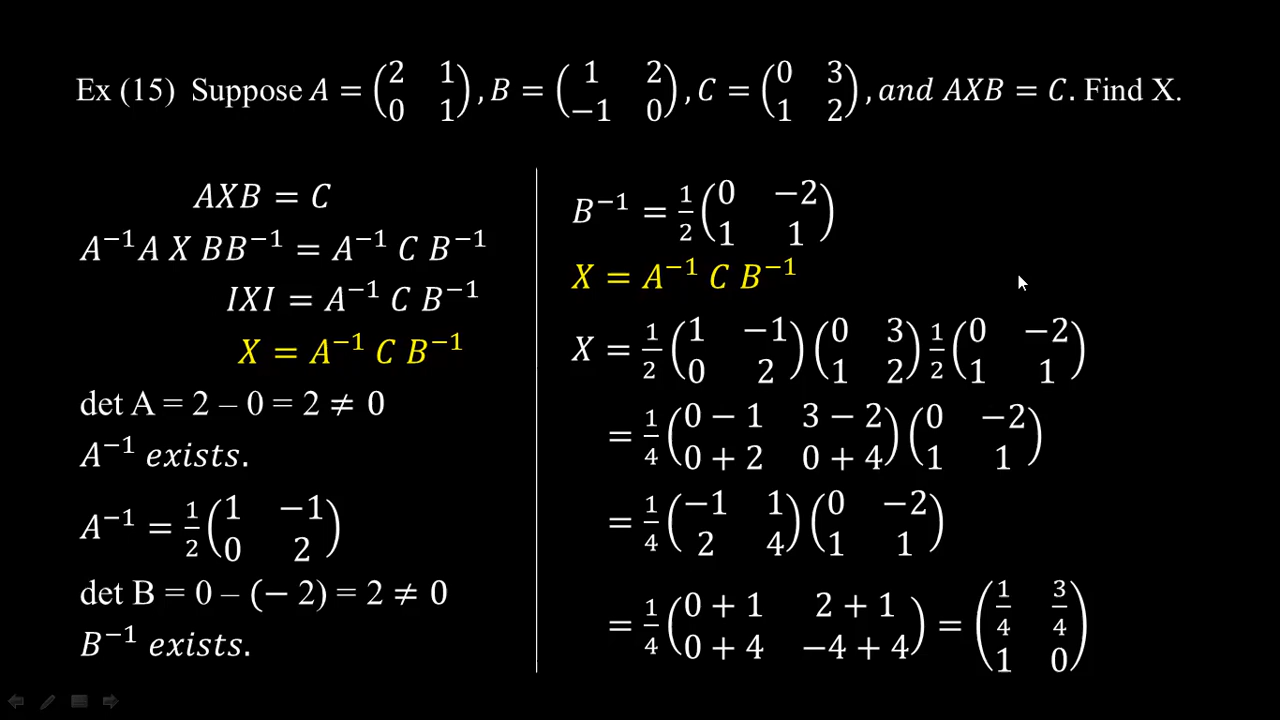 Ex (15) Suppose A = (2 1; 0 1), B = (1 2; −1 0), C = (0 3; 1 2), and AXB = C. Find X.
AXB = C
A⁻¹A X BB⁻¹ = A⁻¹ C B⁻¹
IXI = A⁻¹ C B⁻¹
X = A⁻¹ C B⁻¹
det A = 2 – 0 = 2 ≠ 0
A⁻¹ exists.
A⁻¹ = 1/2 (1 −1; 0 2)
det B = 0 – (− 2) = 2 ≠ 0
B⁻¹ exists.
B⁻¹ = 1/2 (0 −2; 1 1)
X = A⁻¹ C B⁻¹
X = 1/2 (1 −1; 0 2) (0 3; 1 2) 1/2 (0 −2; 1 1)
= 1/4 (0 − 1 3 − 2; 0 + 2 0 + 4) (0 −2; 1 1)
= 1/4 (−1 1; 2 4) (0 −2; 1 1)
= 1/4 (0 + 1 2 + 1; 0 + 4 −4 + 4) = (1/4 3/4; 1 0)